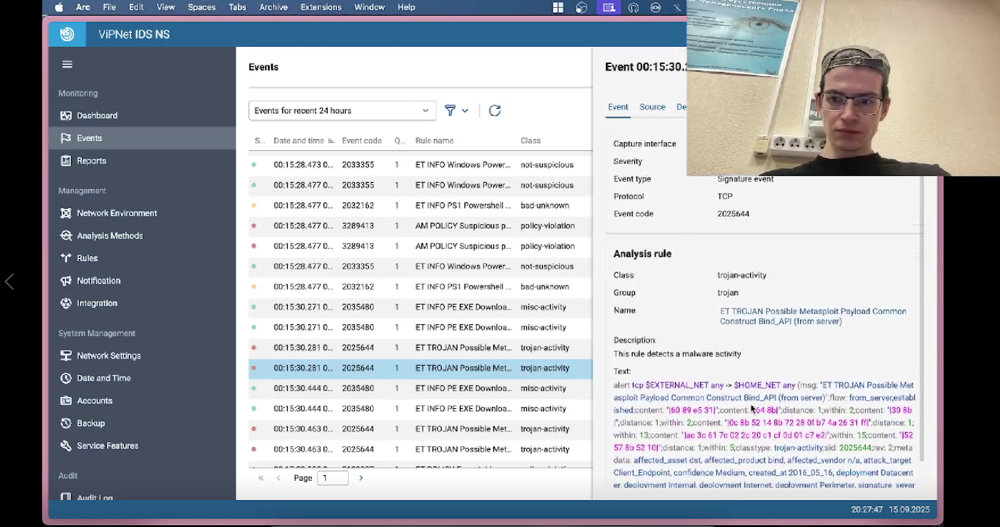 Arc File Edit View Spaces Tabs Archive Extensions Window Help
Человеческого Глаза
NS
ViPNet IDS NS
Monitoring
Dashboard
Events
Reports
Management
Network Environment
Analysis Methods
Rules
Notification
Integration
System Management
Network Settings
Date and Time
Accounts
Backup
Service Features
Audit
Audit Log
Events
Events for recent 24 hours
S... Date and time Event code Q... Rule name Class
00:15:28.473 0... 2033355 1 ET INFO Windows Power... not-suspicious
00:15:28.477 0... 2033355 1 ET INFO Windows Power... not-suspicious
00:15:28.477 0... 2032162 1 ET INFO PS1 Powershell ... bad-unknown
00:15:28.477 0... 3289413 1 AM POLICY Suspicious p... policy-violation
00:15:28.477 0... 3289413 1 AM POLICY Suspicious p... policy-violation
00:15:28.477 0... 2033355 1 ET INFO Windows Power... not-suspicious
00:15:28.477 0... 2032162 1 ET INFO PS1 Powershell ... bad-unknown
00:15:30.271 0... 2035480 1 ET INFO PE EXE Downloa... misc-activity
00:15:30.271 0... 2035480 1 ET INFO PE EXE Downloa... misc-activity
00:15:30.281 0... 2025644 1 ET TROJAN Possible Met... trojan-activity
00:15:30.281 0... 2025644 1 ET TROJAN Possible Met... trojan-activity
00:15:30.444 0... 2035480 1 ET INFO PE EXE Downloa... misc-activity
00:15:30.444 0... 2035480 1 ET INFO PE EXE Downloa... misc-activity
00:15:30.463 0... 2025644 1 ET TROJAN Possible Met... trojan-activity
00:15:30.463 0... 2025644 1 ET TROJAN Possible Met... trojan-activity
Page 1
Event 00:15:30.
Event Source De
Capture interface
Severity
Event type Signature event
Protocol TCP
Event code 2025644
Analysis rule
Class trojan-activity
Group trojan
Name ET TROJAN Possible Metasploit Payload Common
Construct Bind_API (from server)
Description:
This rule detects a malware activity
Text:
alert tcp $EXTERNAL_NET any -> $HOME_NET any (msg: "ET TROJAN Possible Met
asploit Payload Common Construct Bind_API (from server)";flow: from_server,establ
ished;content: "|60 89 e5 31|";content: "|64 8b|";distance: 1;within: 2;content: "|30 8b
|";distance: 1;within: 2;content: "|0c 8b 52 14 8b 72 28 0f b7 4a 26 31 ff|";distance: 1;
within: 13;content: "|ac 3c 61 7c 02 2c 20 c1 cf 0d 01 c7 e2|";within: 15;content: "|52
57 8b 52 10|";distance: 1;within: 5;classtype: trojan-activity;sid: 2025644;rev: 2;meta
data: affected_asset dst, affected_product bind, affected_vendor n/a, attack_target
Client_Endpoint, confidence Medium, created_at 2016_05_16, deployment Datacent
er, deployment Internal, deployment Internet, deployment Perimeter, signature_sever
20:27:47 15.09.2025